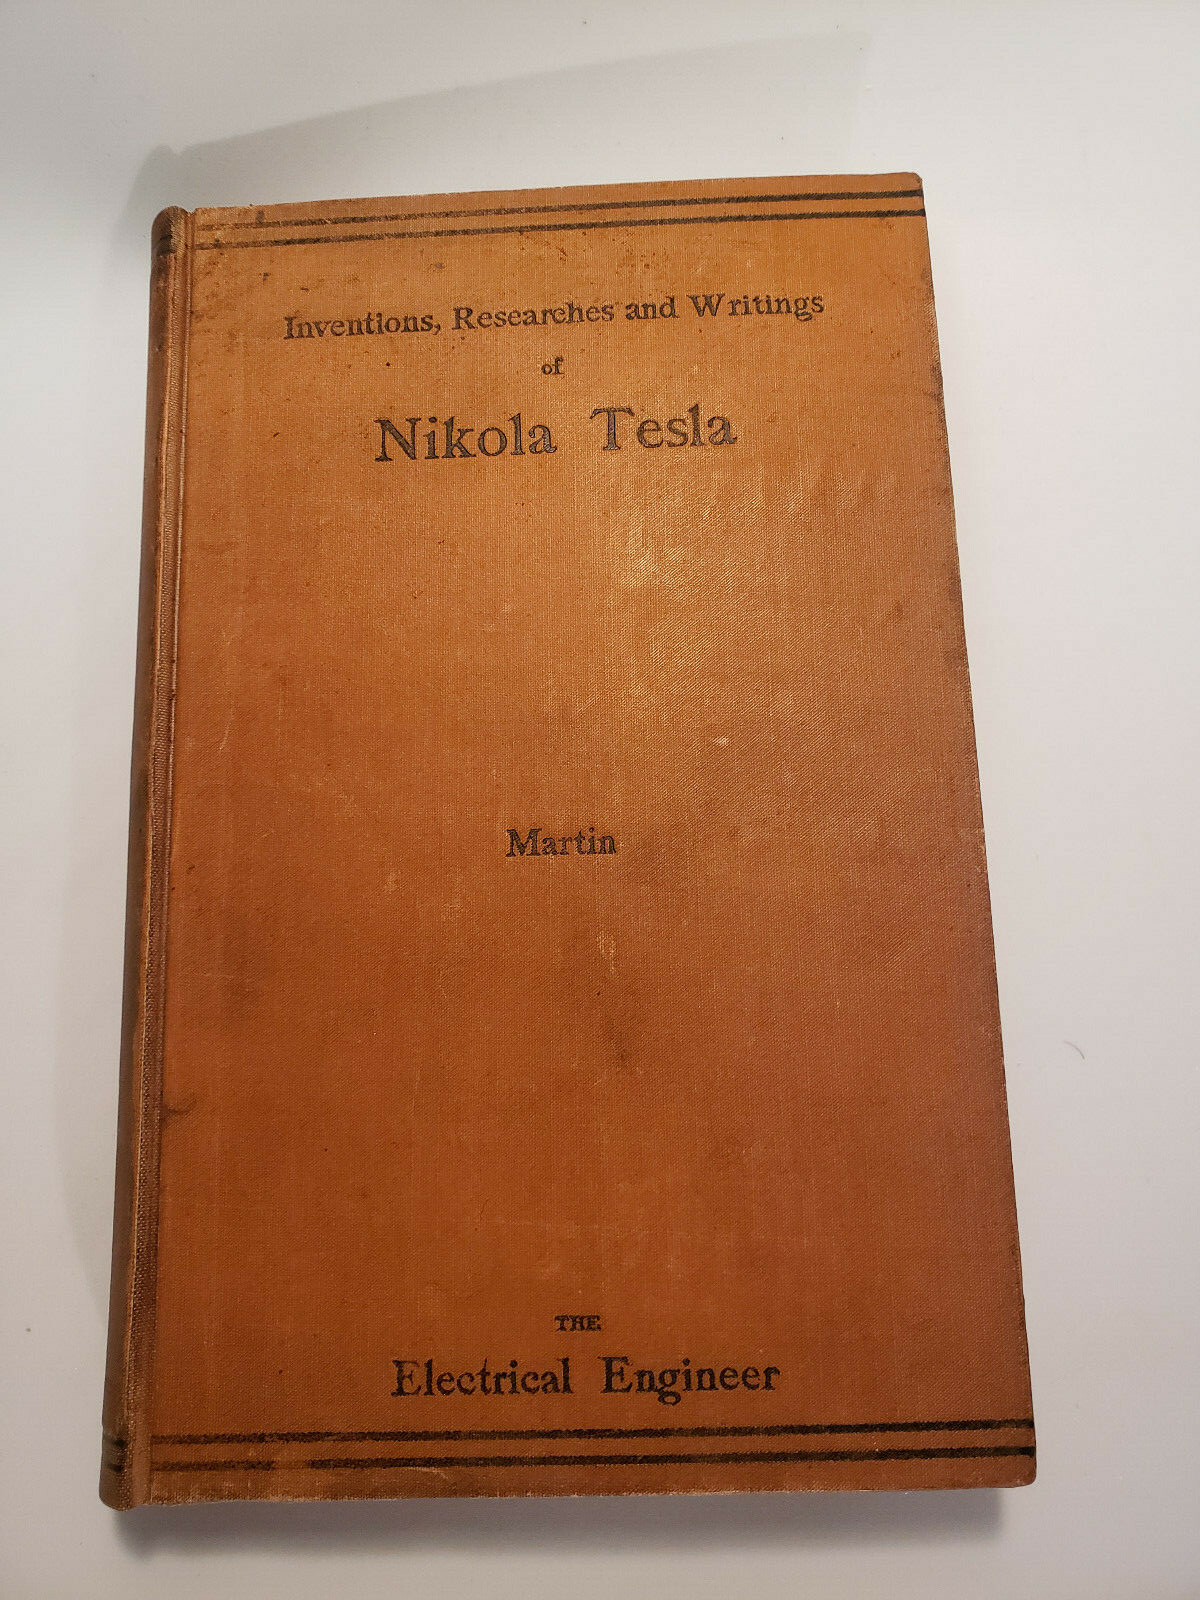 Inventions, Researches and Writings
of
Nikola Tesla
Martin
THE
Electrical Engineer